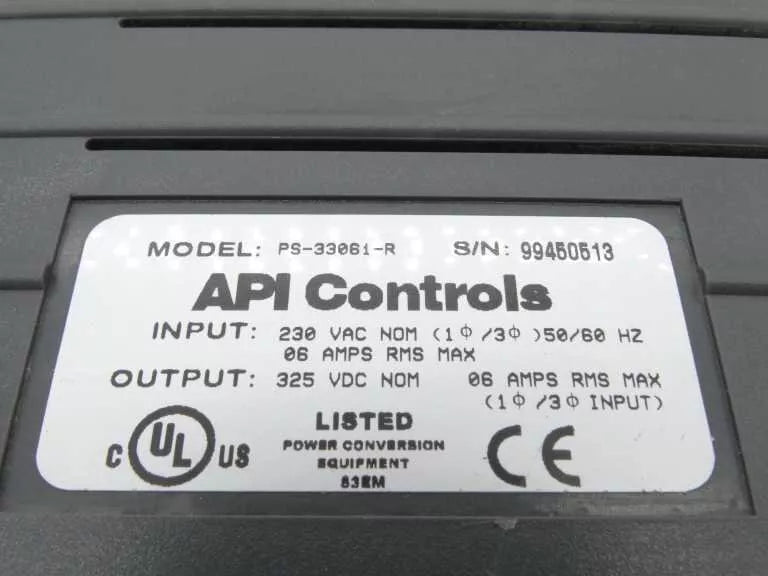 MODEL: PS-33061-R S/N: 99450513
API Controls
INPUT: 230 VAC NOM (1Φ/3Φ)50/60 HZ
06 AMPS RMS MAX
OUTPUT: 325 VDC NOM 06 AMPS RMS MAX
(1Φ/3Φ INPUT)
C UL US
LISTED
POWER CONVERSION
EQUIPMENT
83EM
CE